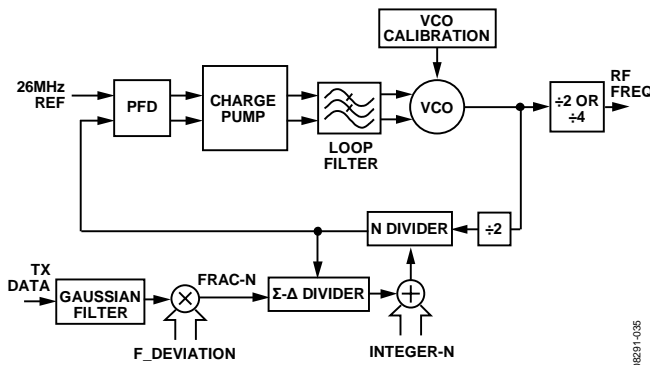 VCO
CALIBRATION
26MHz
REF
PFD
CHARGE
PUMP
LOOP
FILTER
VCO
÷2 OR
÷4
RF
FREQ
N DIVIDER
÷2
TX
DATA
GAUSSIAN
FILTER
×
FRAC-N
Σ-Δ DIVIDER
+
F_DEVIATION
INTEGER-N
08291-035